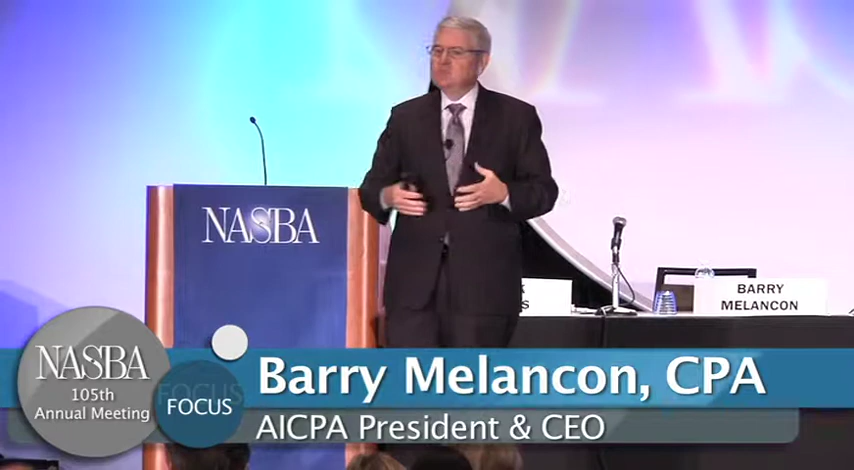 NASBA
BARRY
MELANCON
NASBA
105th
Annual Meeting
FOCUS
Barry Melancon, CPA
AICPA President & CEO